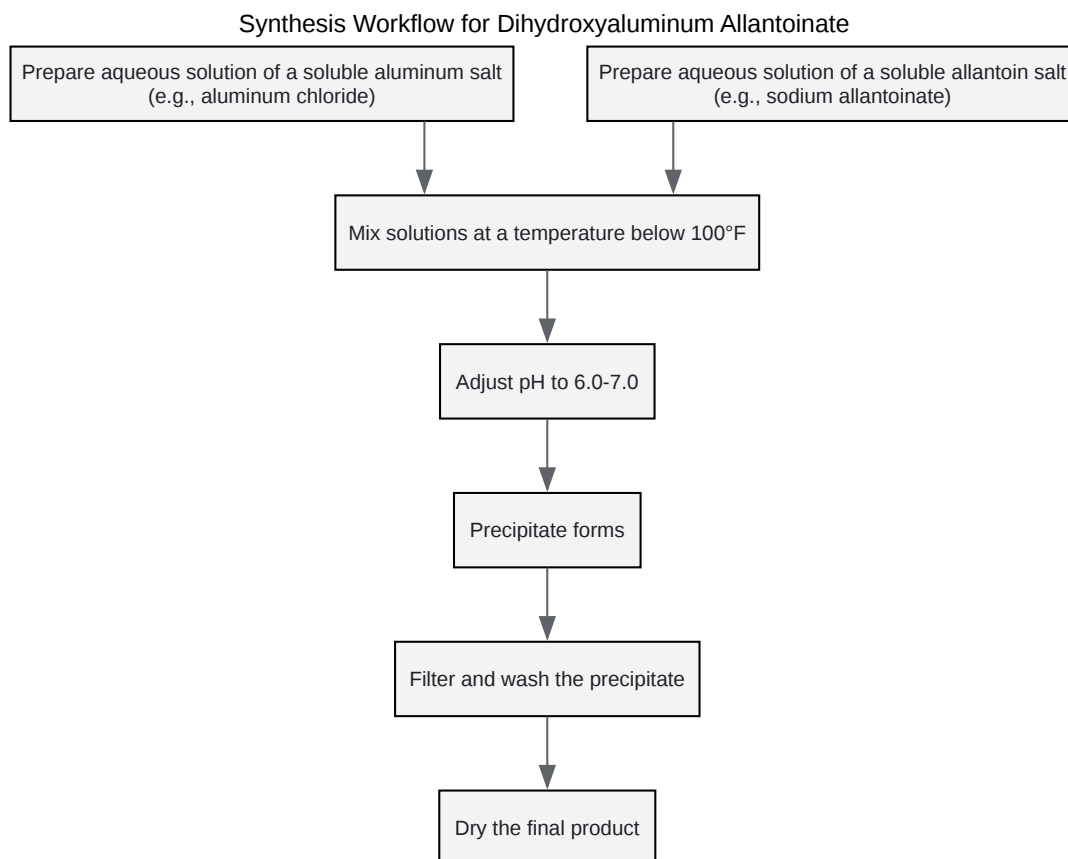 Synthesis Workflow for Dihydroxyaluminum Allantoinate
Prepare aqueous solution of a soluble aluminum salt
(e.g., aluminum chloride)
Prepare aqueous solution of a soluble allantoin salt
(e.g., sodium allantoinate)
Mix solutions at a temperature below 100°F
Adjust pH to 6.0-7.0
Precipitate forms
Filter and wash the precipitate
Dry the final product